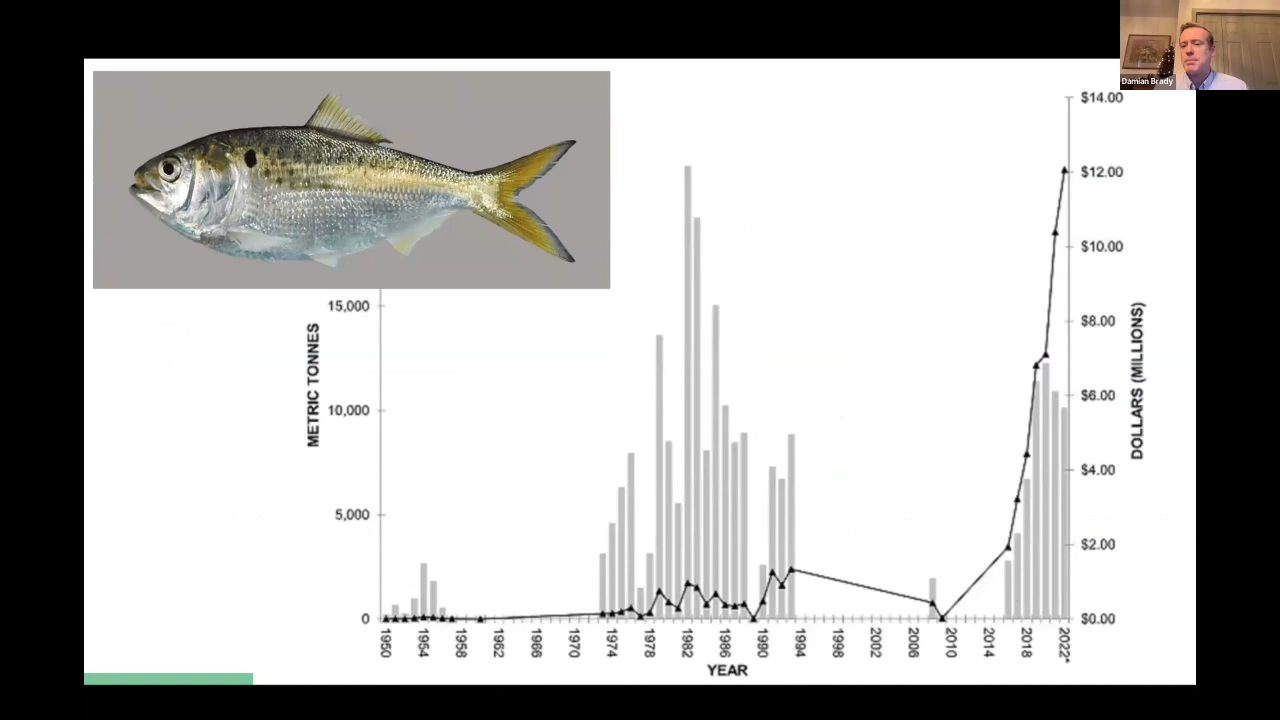 Damian Brady
$14.00
$12.00
$10.00
$8.00
$6.00
$4.00
$2.00
$0.00
DOLLARS (MILLIONS)
15,000
10,000
5,000
0
METRIC TONNES
1950 1954 1958 1962 1966 1970 1974 1978 1982 1986 1990 1994 1998 2002 2006 2010 2014 2018 2022*
YEAR